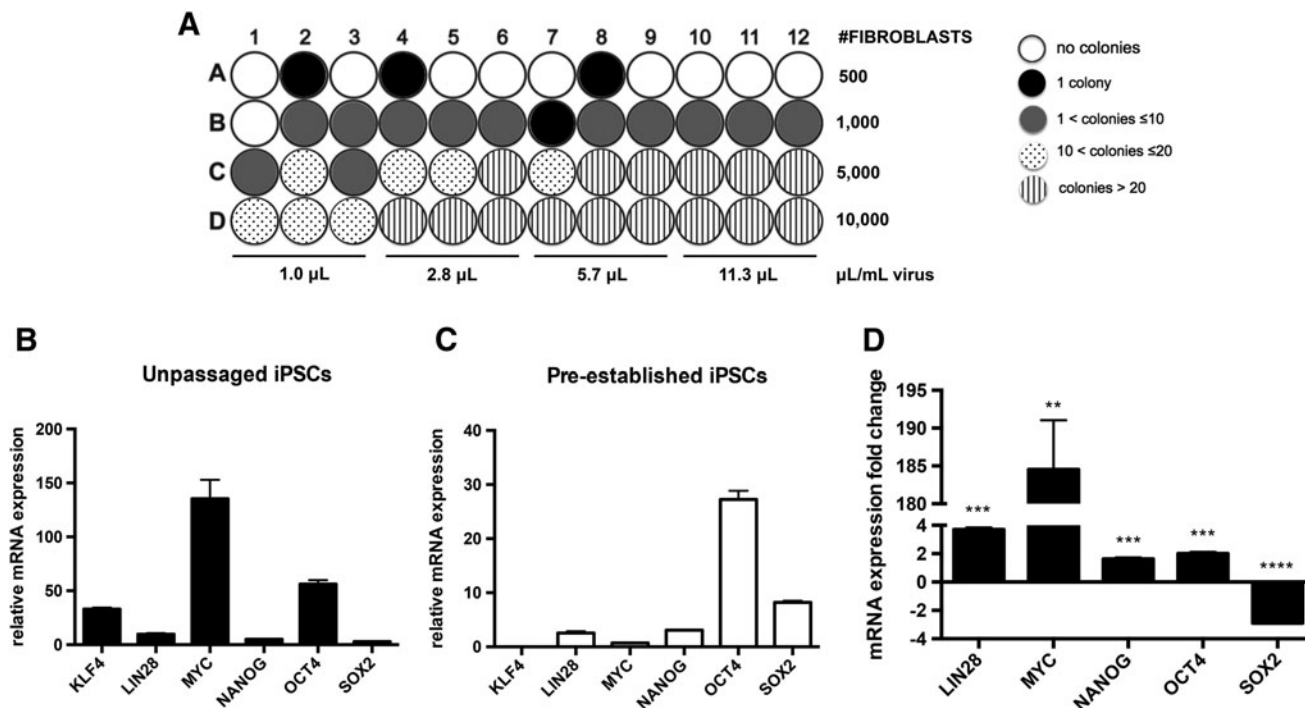 A
1 2 3 4 5 6 7 8 9 10 11 12 #FIBROBLASTS
A 500
B 1,000
C 5,000
D 10,000
1.0 µL 2.8 µL 5.7 µL 11.3 µL µL/mL virus
no colonies
1 colony
1 < colonies ≤10
10 < colonies ≤20
colonies > 20
B
Unpassaged iPSCs
relative mRNA expression
200
150
100
50
0
KLF4 LIN28 MYC NANOG OCT4 SOX2
C
Pre-established iPSCs
relative mRNA expression
40
30
20
10
0
KLF4 LIN28 MYC NANOG OCT4 SOX2
D
mRNA expression fold change
195
190
185
180
4
2
0
-2
-4
*** ** *** *** ****
LIN28 MYC NANOG OCT4 SOX2